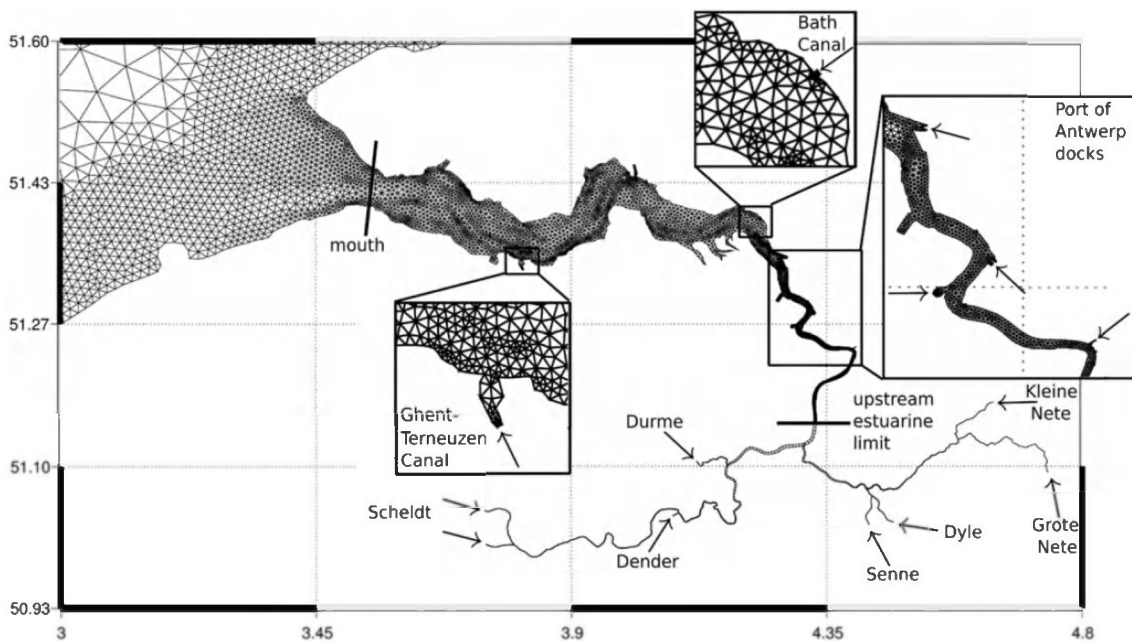 51.60
51.43
51.27
51.10
50.93
3
3.45
3.9
4.35
4.8
Bath
Canal
Port of
Antwerp
docks
mouth
Ghent-
Terneuzen
Canal
upstream
estuarine
limit
Kleine
Nete
Durme
Scheldt
Dender
Dyle
Senne
Grote
Nete